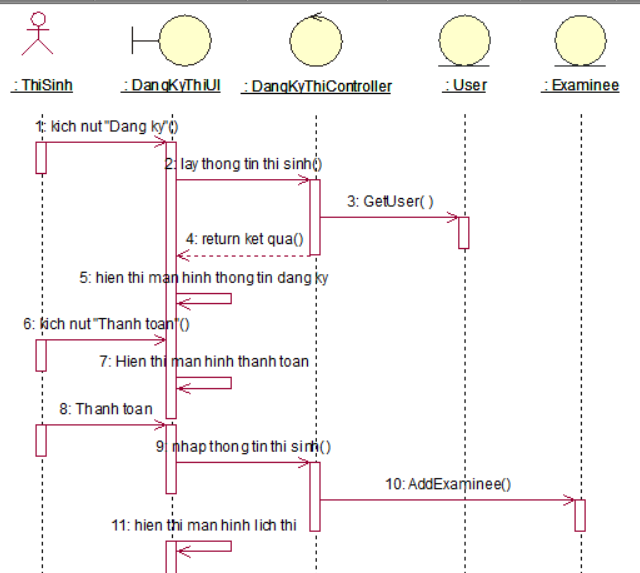 : ThiSinh
: DangKyThiUI
: DangKyThiController
: User
: Examinee
1: kich nut "Dang ky"()
2: lay thong tin thi sinh()
3: GetUser( )
4: return ket qua()
5: hien thi man hinh thong tin dang ky
6: kich nut "Thanh toan"()
7: Hien thi man hinh thanh toan
8: Thanh toan
9: nhap thong tin thi sinh()
10: AddExaminee()
11: hien thi man hinh lich thi